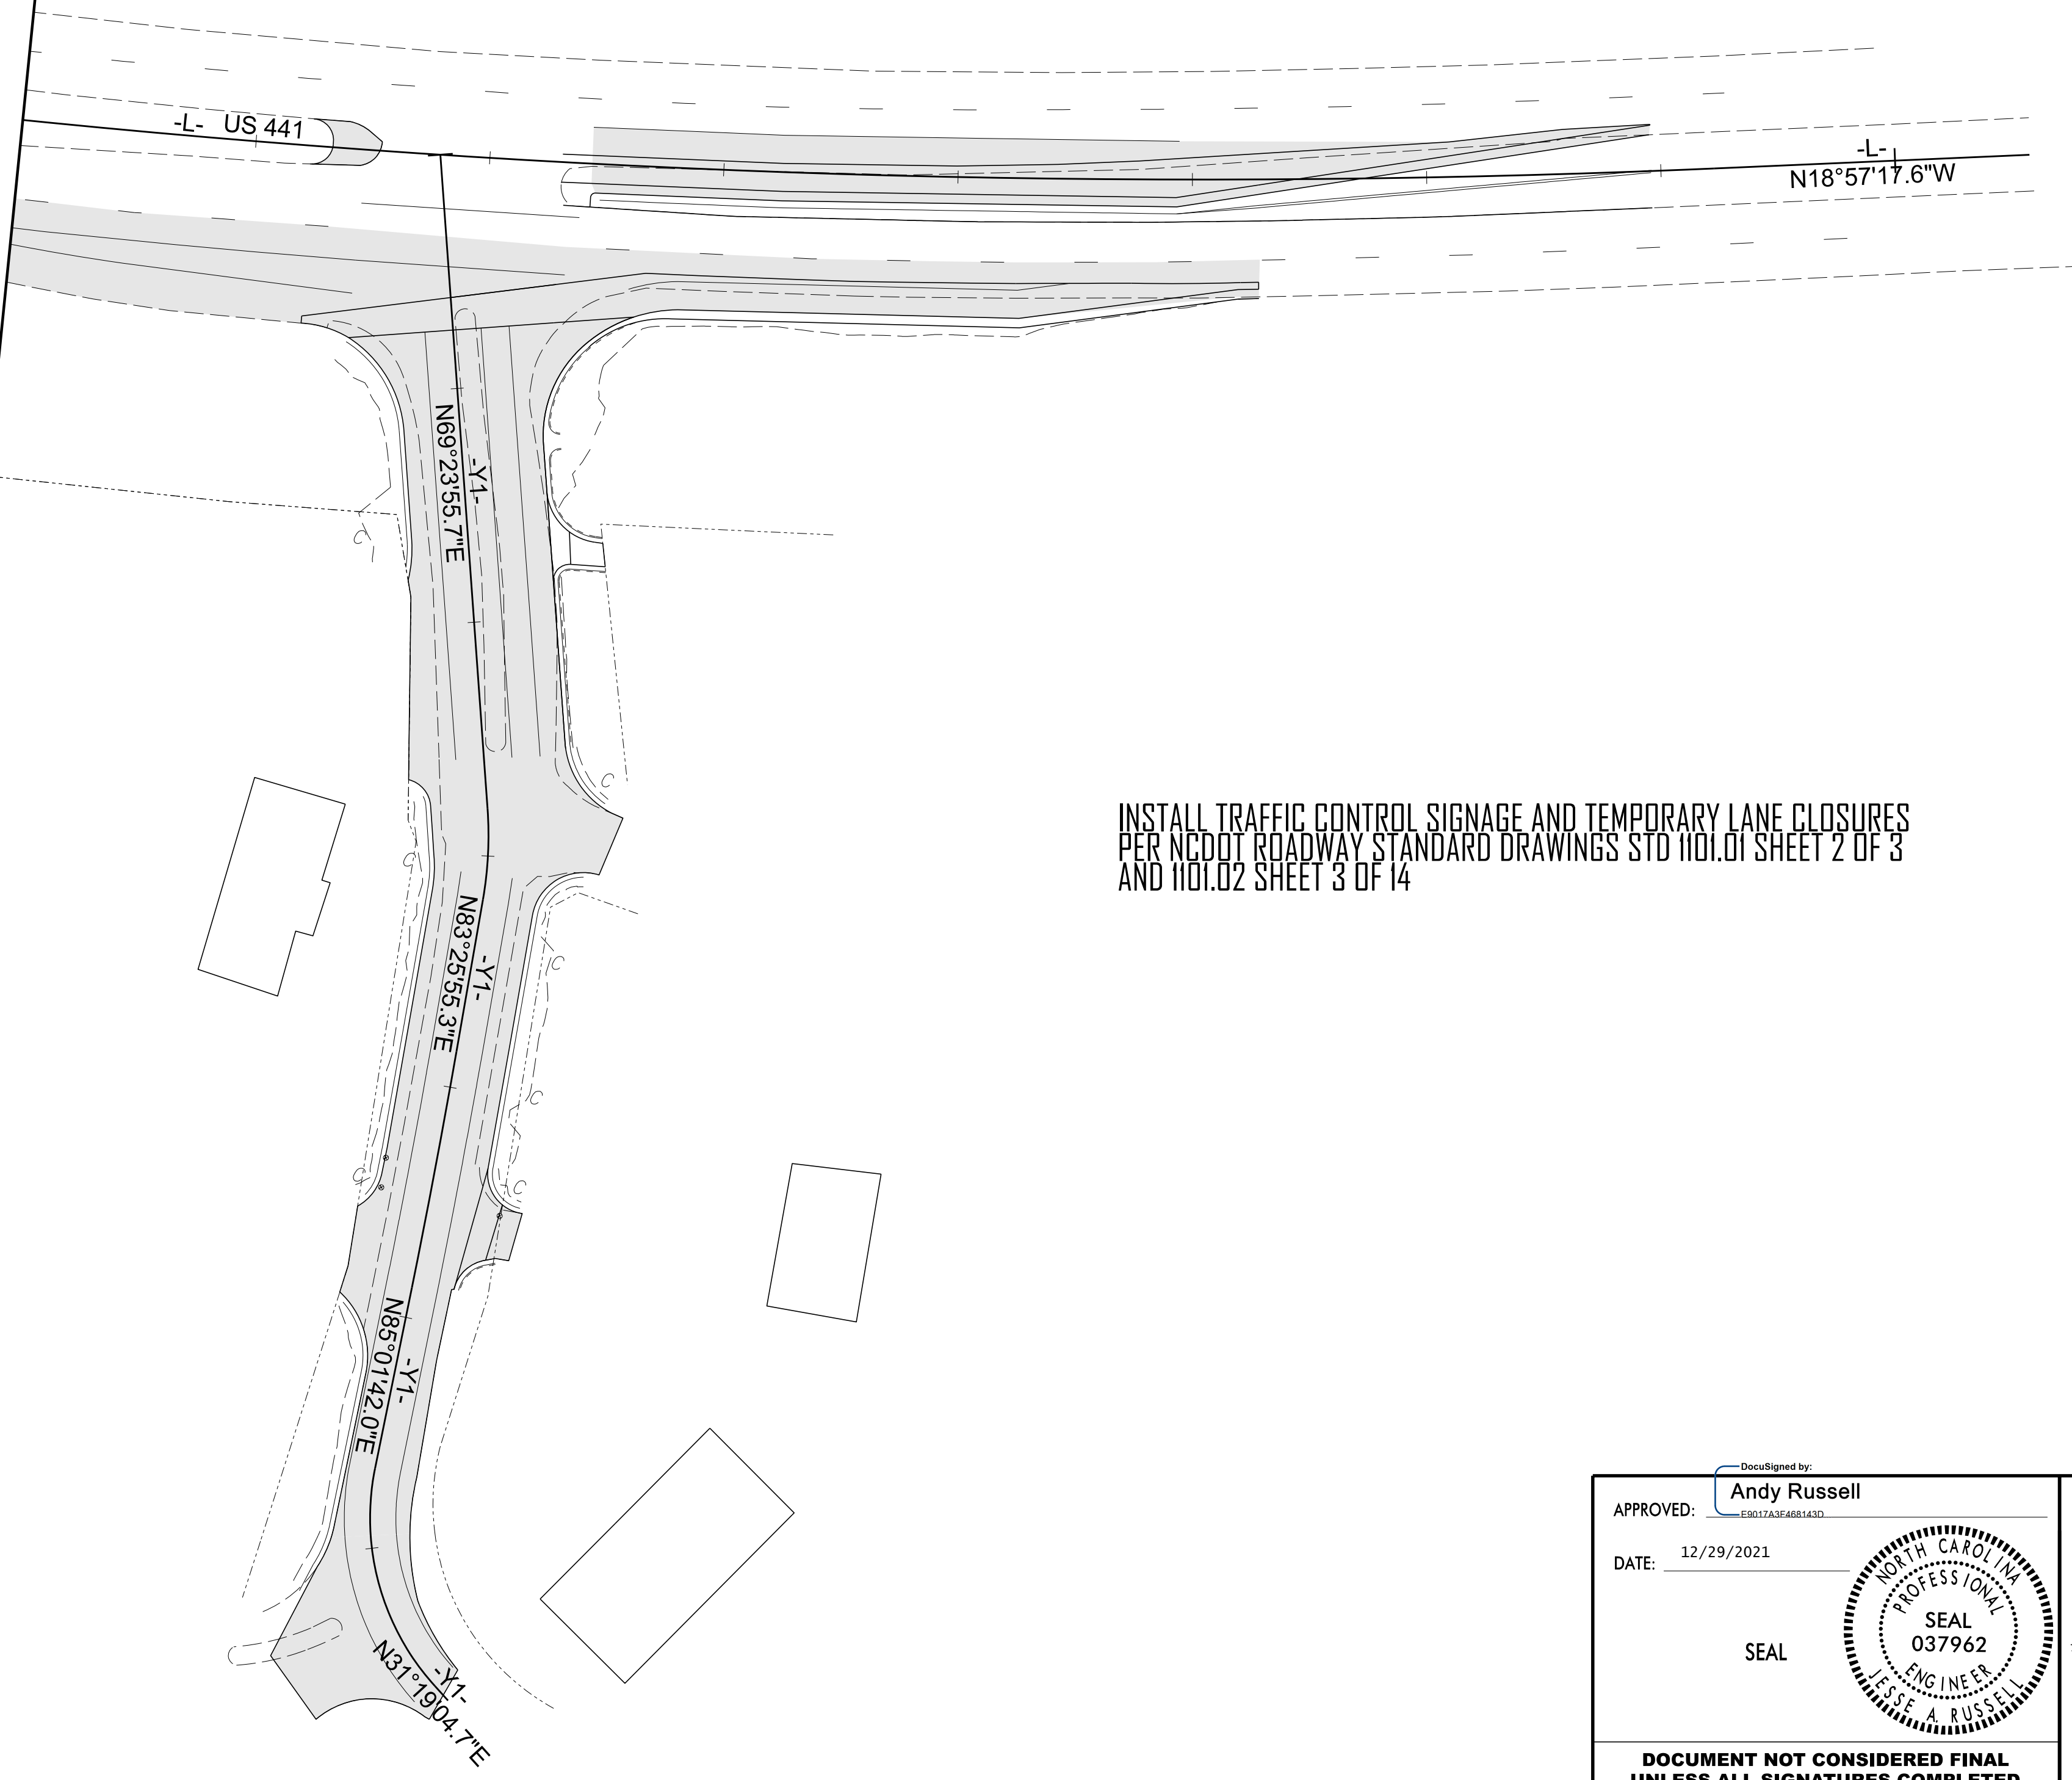 -L- US 441
-L-
N18°57'17.6"W
-Y1-
N69°23'55.7"E
INSTALL TRAFFIC CONTROL SIGNAGE AND TEMPORARY LANE CLOSURES
PER NCDOT ROADWAY STANDARD DRAWINGS STD 1101.01 SHEET 2 OF 3
AND 1101.02 SHEET 3 OF 14
C
C
C
C
C
C
C
-Y1-
N83°25'55.3"E
-Y1-
N85°01'42.0"E
-Y1-
N31°19'04.7"E
DocuSigned by:
Andy Russell
APPROVED:
E9017A3F468143D
DATE: 12/29/2021
SEAL
NORTH CAROLINA
PROFESSIONAL
SEAL
037962
ENGINEER
JESSE A. RUSSELL
DOCUMENT NOT CONSIDERED FINAL
UNLESS ALL SIGNATURES COMPLETED